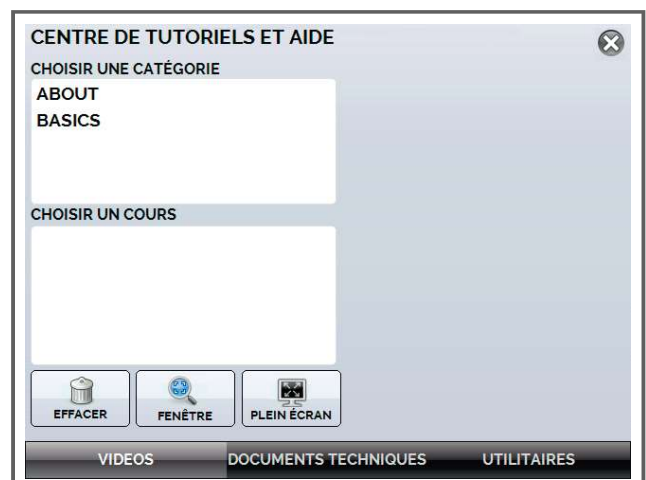 CENTRE DE TUTORIELS ET AIDE
CHOISIR UNE CATÉGORIE
ABOUT
BASICS
CHOISIR UN COURS
EFFACER FENÊTRE PLEIN ÉCRAN
VIDEOS DOCUMENTS TECHNIQUES UTILITAIRES